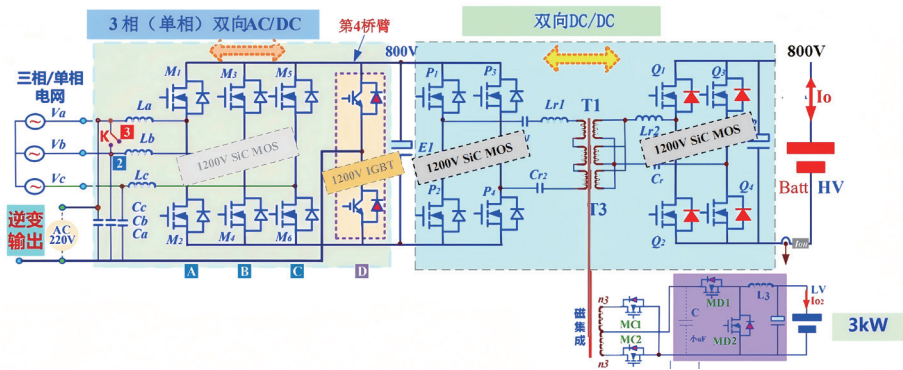 3相（单相）双向AC/DC
第4桥臂
双向DC/DC
800V
800V
三相/单相
电网
Va
Vb
Vc
La
Lb
Lc
K
3
2
M1
M3
M5
1200V SiC MOS
1200V IGBT
M2
M4
M6
Cc
Cb
Ca
逆变
输出
AC
220V
A
B
C
D
E1
P1
P3
1200V SiC MOS
P2
P4
Lr1
Cr2
T1
T3
Lr2
Cr
Q1
Q3
1200V SiC MOS
Q2
Q4
Io
Batt
HV
磁集成
n3
n3
MC1
MC2
C
小uF
MD1
MD2
L3
LV
Io2
3kW